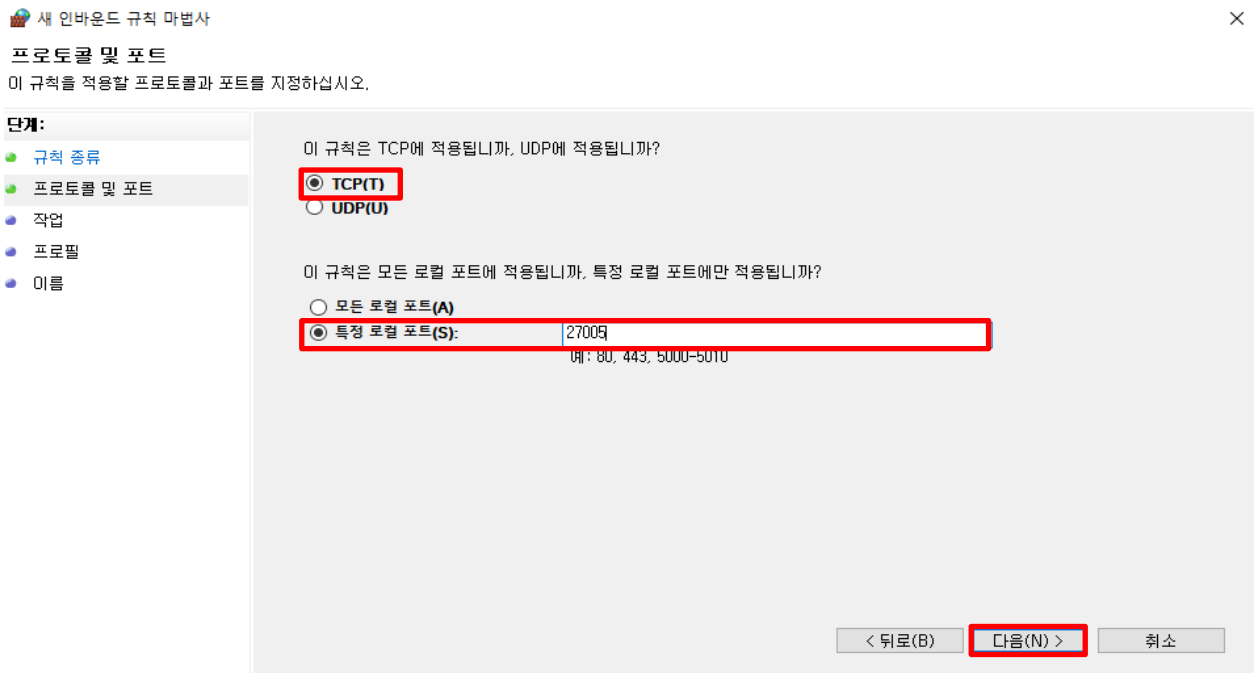 새 인바운드 규칙 마법사
프로토콜 및 포트
이 규칙을 적용할 프로토콜과 포트를 지정하십시오.
단계:
규칙 종류
프로토콜 및 포트
작업
프로필
이름
이 규칙은 TCP에 적용됩니까, UDP에 적용됩니까?
TCP(T)
UDP(U)
이 규칙은 모든 로컬 포트에 적용됩니까, 특정 로컬 포트에만 적용됩니까?
모든 로컬 포트(A)
특정 로컬 포트(S): 27005
예: 80, 443, 5000-5010
< 뒤로(B) 다음(N) > 취소